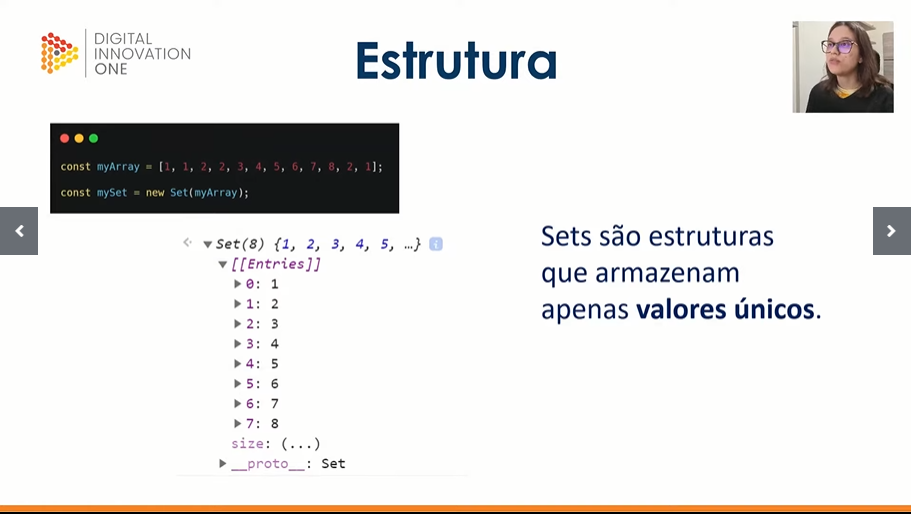 DIGITAL
INNOVATION
ONE
Estrutura
const myArray = [1, 1, 2, 2, 3, 4, 5, 6, 7, 8, 2, 1];
const mySet = new Set(myArray);
Set(8) {1, 2, 3, 4, 5, …} i
[[Entries]]
0: 1
1: 2
2: 3
3: 4
4: 5
5: 6
6: 7
7: 8
size: (...)
__proto__: Set
Sets são estruturas
que armazenam
apenas valores únicos.